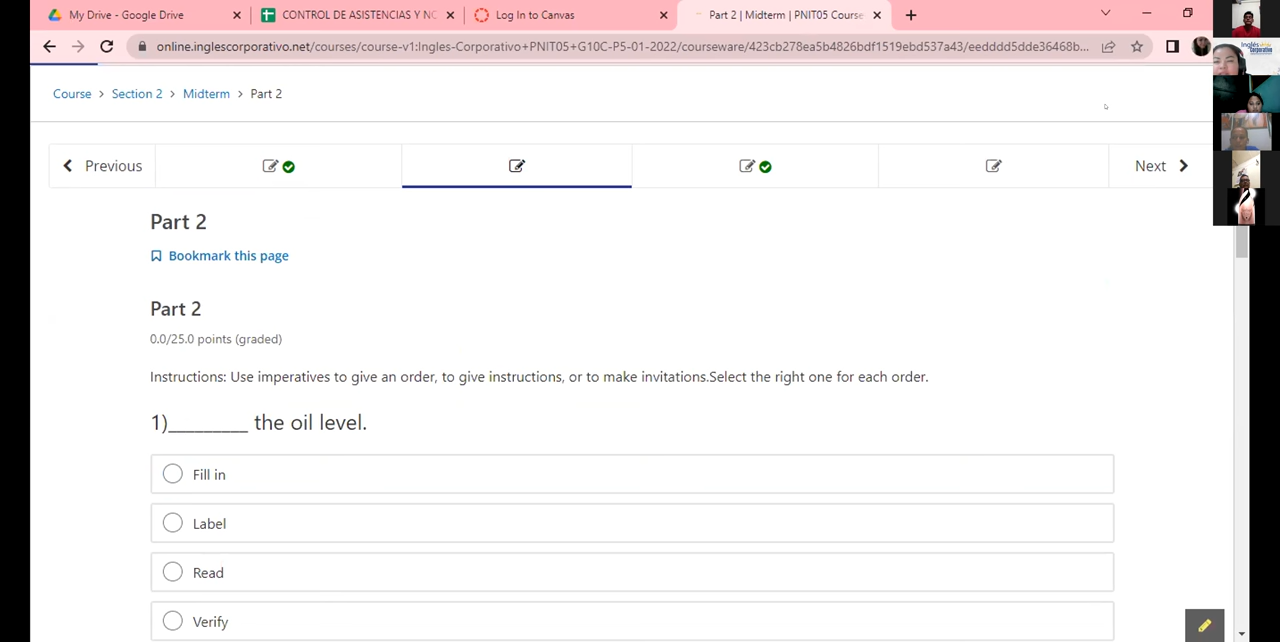 My Drive - Google Drive
CONTROL DE ASISTENCIAS Y NO
Log In to Canvas
Part 2 | Midterm | PNIT05 Course
online.inglescorporativo.net/courses/course-v1:Ingles-Corporativo+PNIT05+G10C-P5-01-2022/courseware/423cb278ea5b4826bdf1519ebd537a43/eedddd5dde36468b...
Inglés
Corporativo
Course > Section 2 > Midterm > Part 2
Previous
Next
Part 2
Bookmark this page
Part 2
0.0/25.0 points (graded)
Instructions: Use imperatives to give an order, to give instructions, or to make invitations.Select the right one for each order.
1)_________ the oil level.
Fill in
Label
Read
Verify